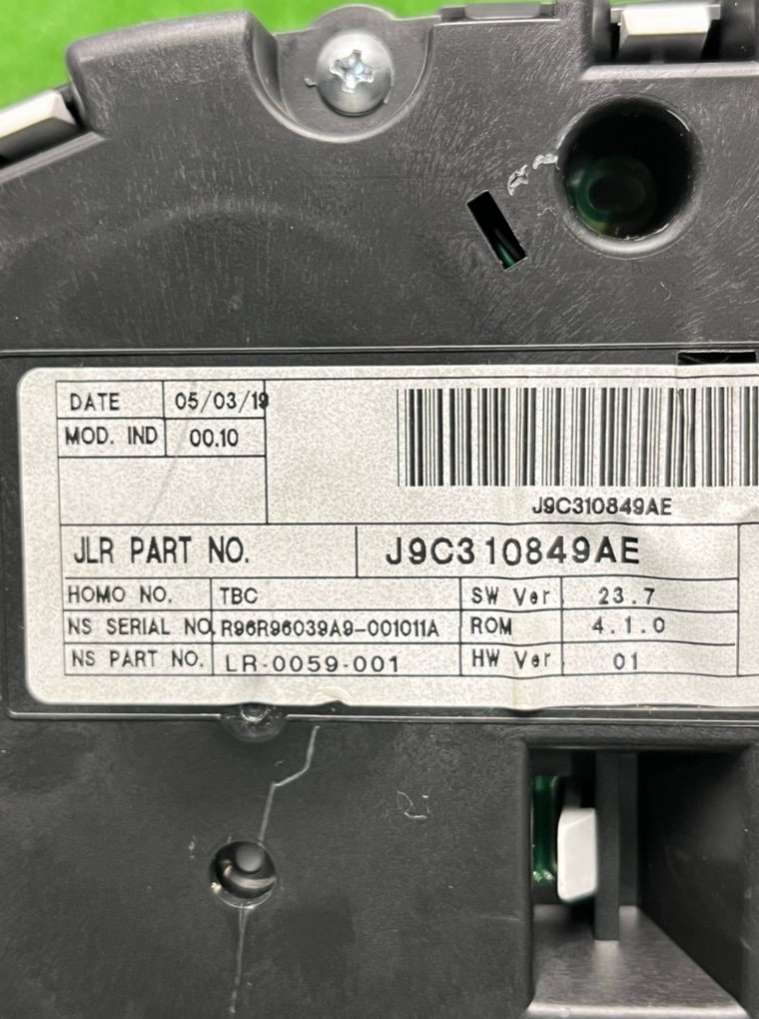 DATE 05/03/19
MOD. IND 00.10
J9C310849AE
JLR PART NO. J9C310849AE
HOMO NO. TBC SW Ver 23.7
NS SERIAL NO. R96R96039A9-001011A ROM 4.1.0
NS PART NO. LR-0059-001 HW Ver 01